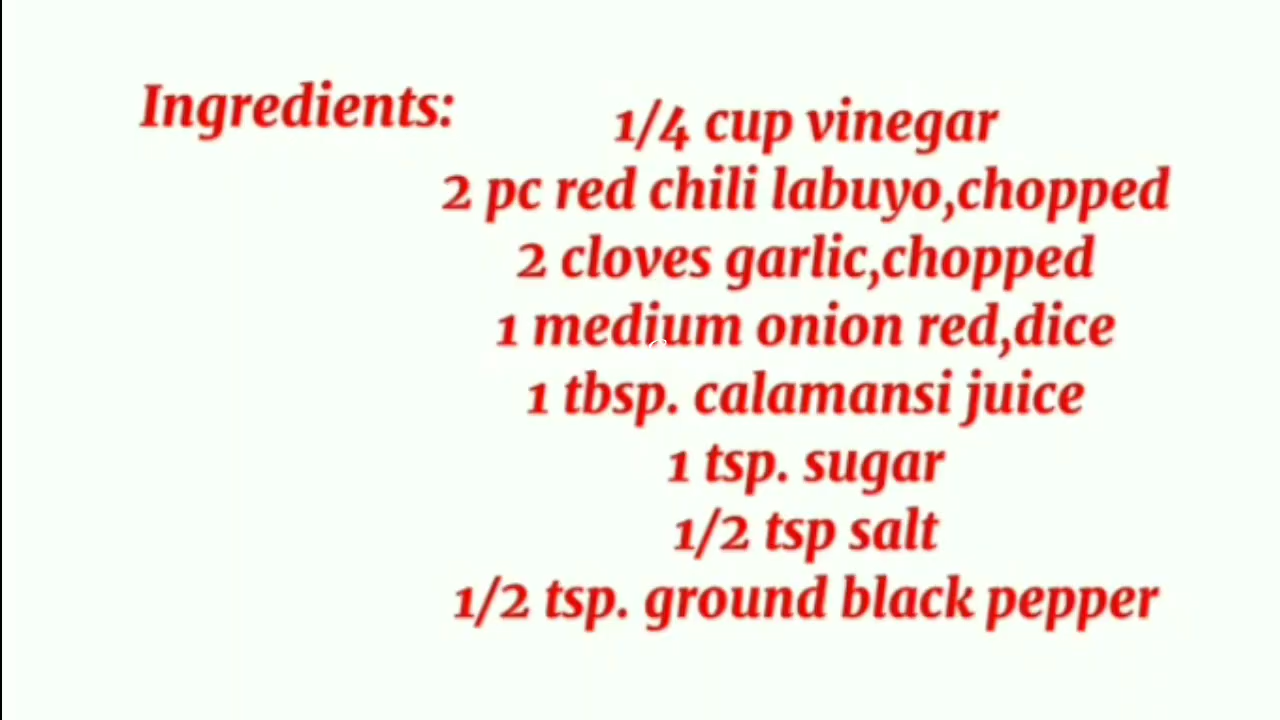 Ingredients:
1/4 cup vinegar
2 pc red chili labuyo,chopped
2 cloves garlic,chopped
1 medium onion red,dice
1 tbsp. calamansi juice
1 tsp. sugar
1/2 tsp salt
1/2 tsp. ground black pepper